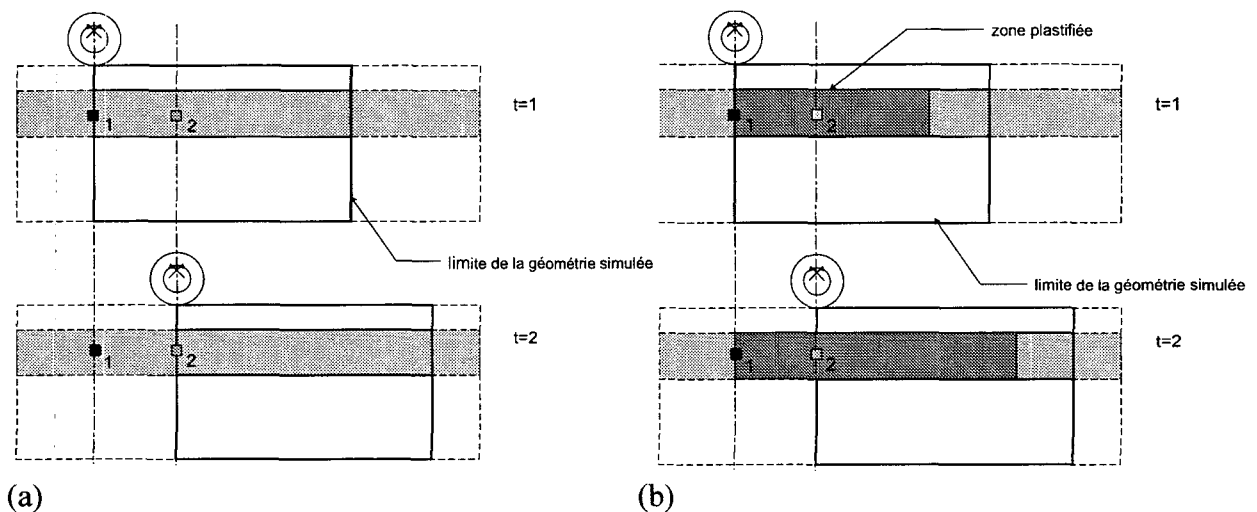 t=1
1
2
limite de la géométrie simulée
t=2
1
2
(a)
zone plastifiée
t=1
1
2
limite de la géométrie simulée
t=2
1
2
(b)